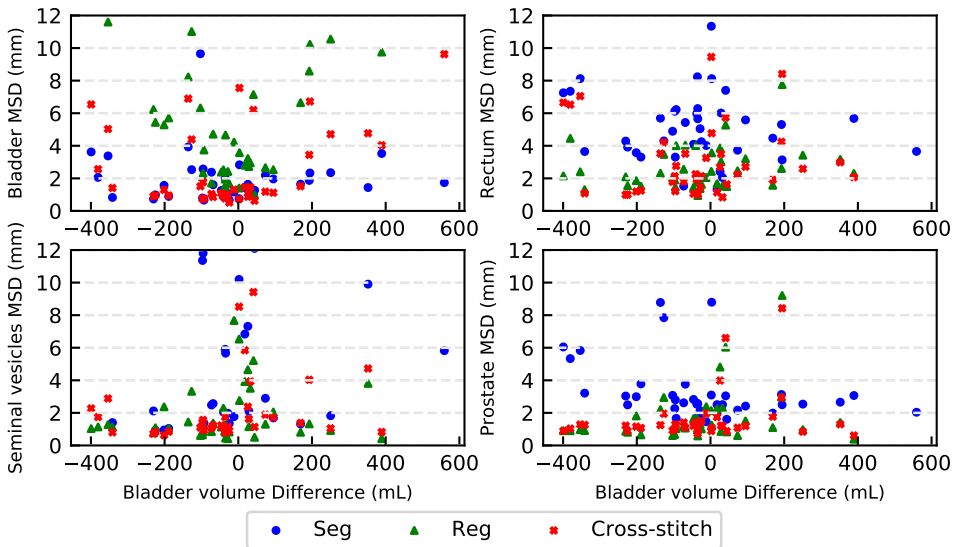 Bladder MSD (mm)
12
10
8
6
4
2
0
−400 −200 0 200 400 600
Rectum MSD (mm)
12
10
8
6
4
2
0
−400 −200 0 200 400 600
Seminal vesicles MSD (mm)
12
10
8
6
4
2
0
−400 −200 0 200 400 600
Bladder volume Difference (mL)
Prostate MSD (mm)
12
10
8
6
4
2
0
−400 −200 0 200 400 600
Bladder volume Difference (mL)
Seg Reg Cross-stitch